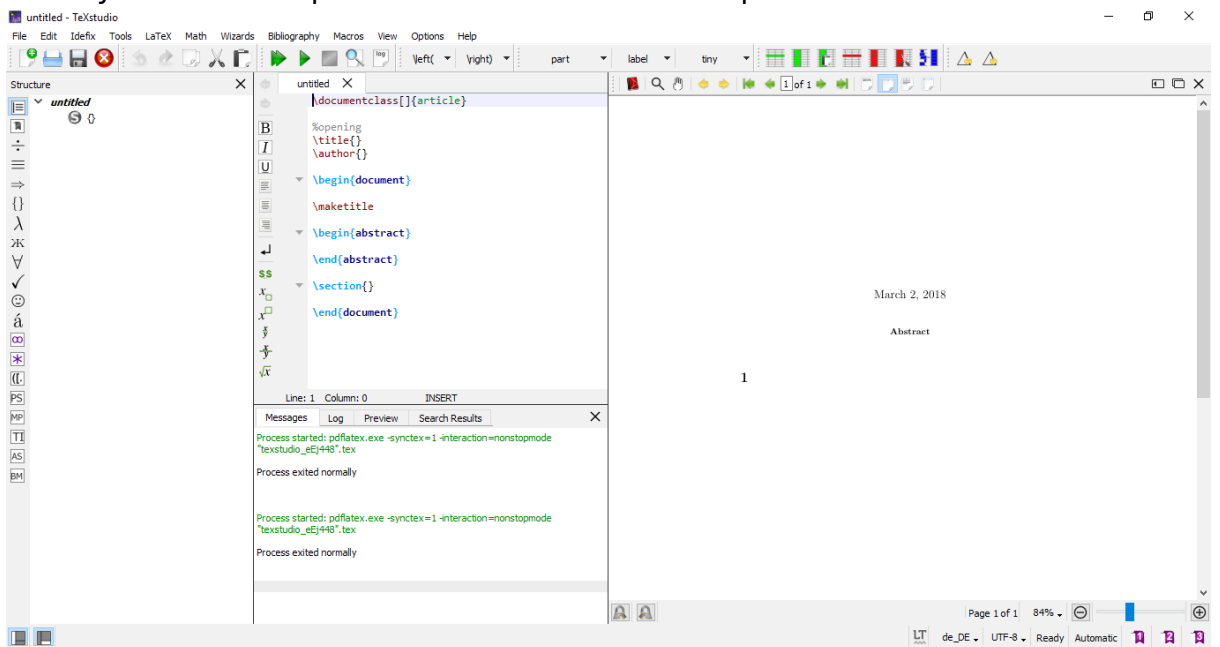 untitled - TeXstudio
File Edit Idefix Tools LaTeX Math Wizards Bibliography Macros View Options Help
\left( \right) part label tiny
Structure
untitled
1 of 1
untitled
\documentclass[]{article}
%opening
\title{}
\author{}
\begin{document}
\maketitle
\begin{abstract}
\end{abstract}
\section{}
\end{document}
Line: 1 Column: 0 INSERT
Messages Log Preview Search Results
Process started: pdflatex.exe -synctex=1 -interaction=nonstopmode
"texstudio_eEj448".tex
Process exited normally
Process started: pdflatex.exe -synctex=1 -interaction=nonstopmode
"texstudio_eEj448".tex
Process exited normally
March 2, 2018
Abstract
1
Page 1 of 1 84%
LT de_DE UTF-8 Ready Automatic 1 2 3